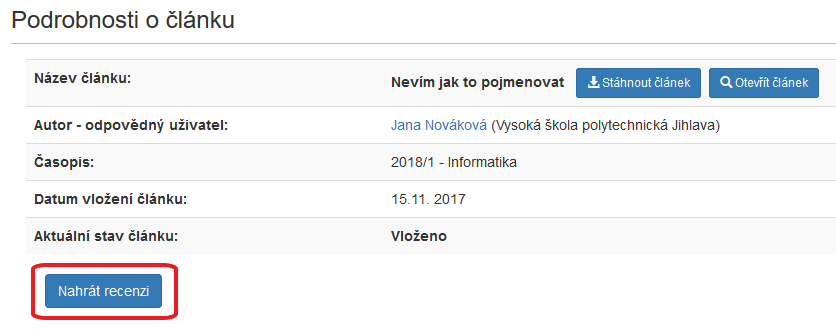 Podrobnosti o článku
Název článku: Nevím jak to pojmenovat Stáhnout článek Otevřít článek
Autor - odpovědný uživatel: Jana Nováková (Vysoká škola polytechnická Jihlava)
Časopis: 2018/1 - Informatika
Datum vložení článku: 15.11. 2017
Aktuální stav článku: Vloženo
Nahrát recenzi